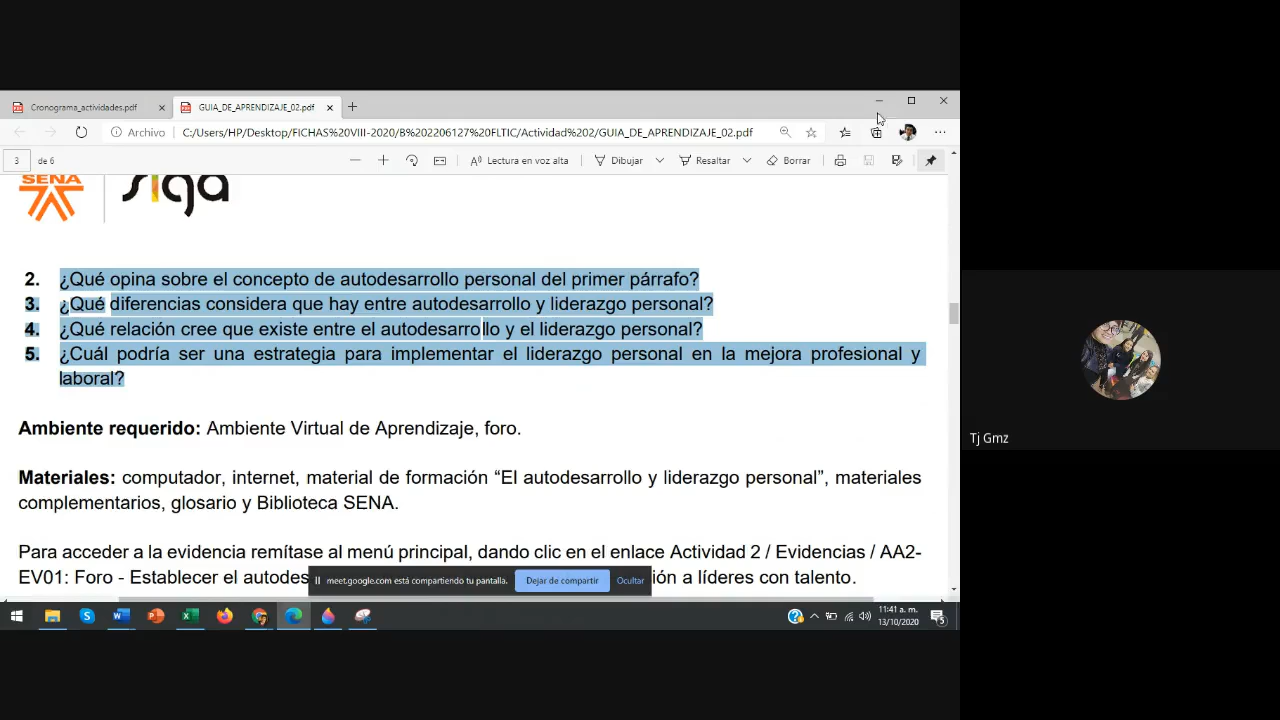 Cronograma_actividades.pdf
GUIA_DE_APRENDIZAJE_02.pdf
Archivo
C:/Users/HP/Desktop/FICHAS%20VIII-2020/B%202206127%20FLTIC/Actividad%202/GUIA_DE_APRENDIZAJE_02.pdf
3 de 6
Lectura en voz alta
Dibujar
Resaltar
Borrar
SENA
siga
2. ¿Qué opina sobre el concepto de autodesarrollo personal del primer párrafo?
3. ¿Qué diferencias considera que hay entre autodesarrollo y liderazgo personal?
4. ¿Qué relación cree que existe entre el autodesarrollo y el liderazgo personal?
5. ¿Cuál podría ser una estrategia para implementar el liderazgo personal en la mejora profesional y
laboral?
Ambiente requerido: Ambiente Virtual de Aprendizaje, foro.
Materiales: computador, internet, material de formación “El autodesarrollo y liderazgo personal”, materiales
complementarios, glosario y Biblioteca SENA.
Para acceder a la evidencia remítase al menú principal, dando clic en el enlace Actividad 2 / Evidencias / AA2-
EV01: Foro - Establecer el autodes
ión a líderes con talento.
meet.google.com está compartiendo tu pantalla.
Dejar de compartir
Ocultar
11:41 a. m.
13/10/2020
5
Tj Gmz